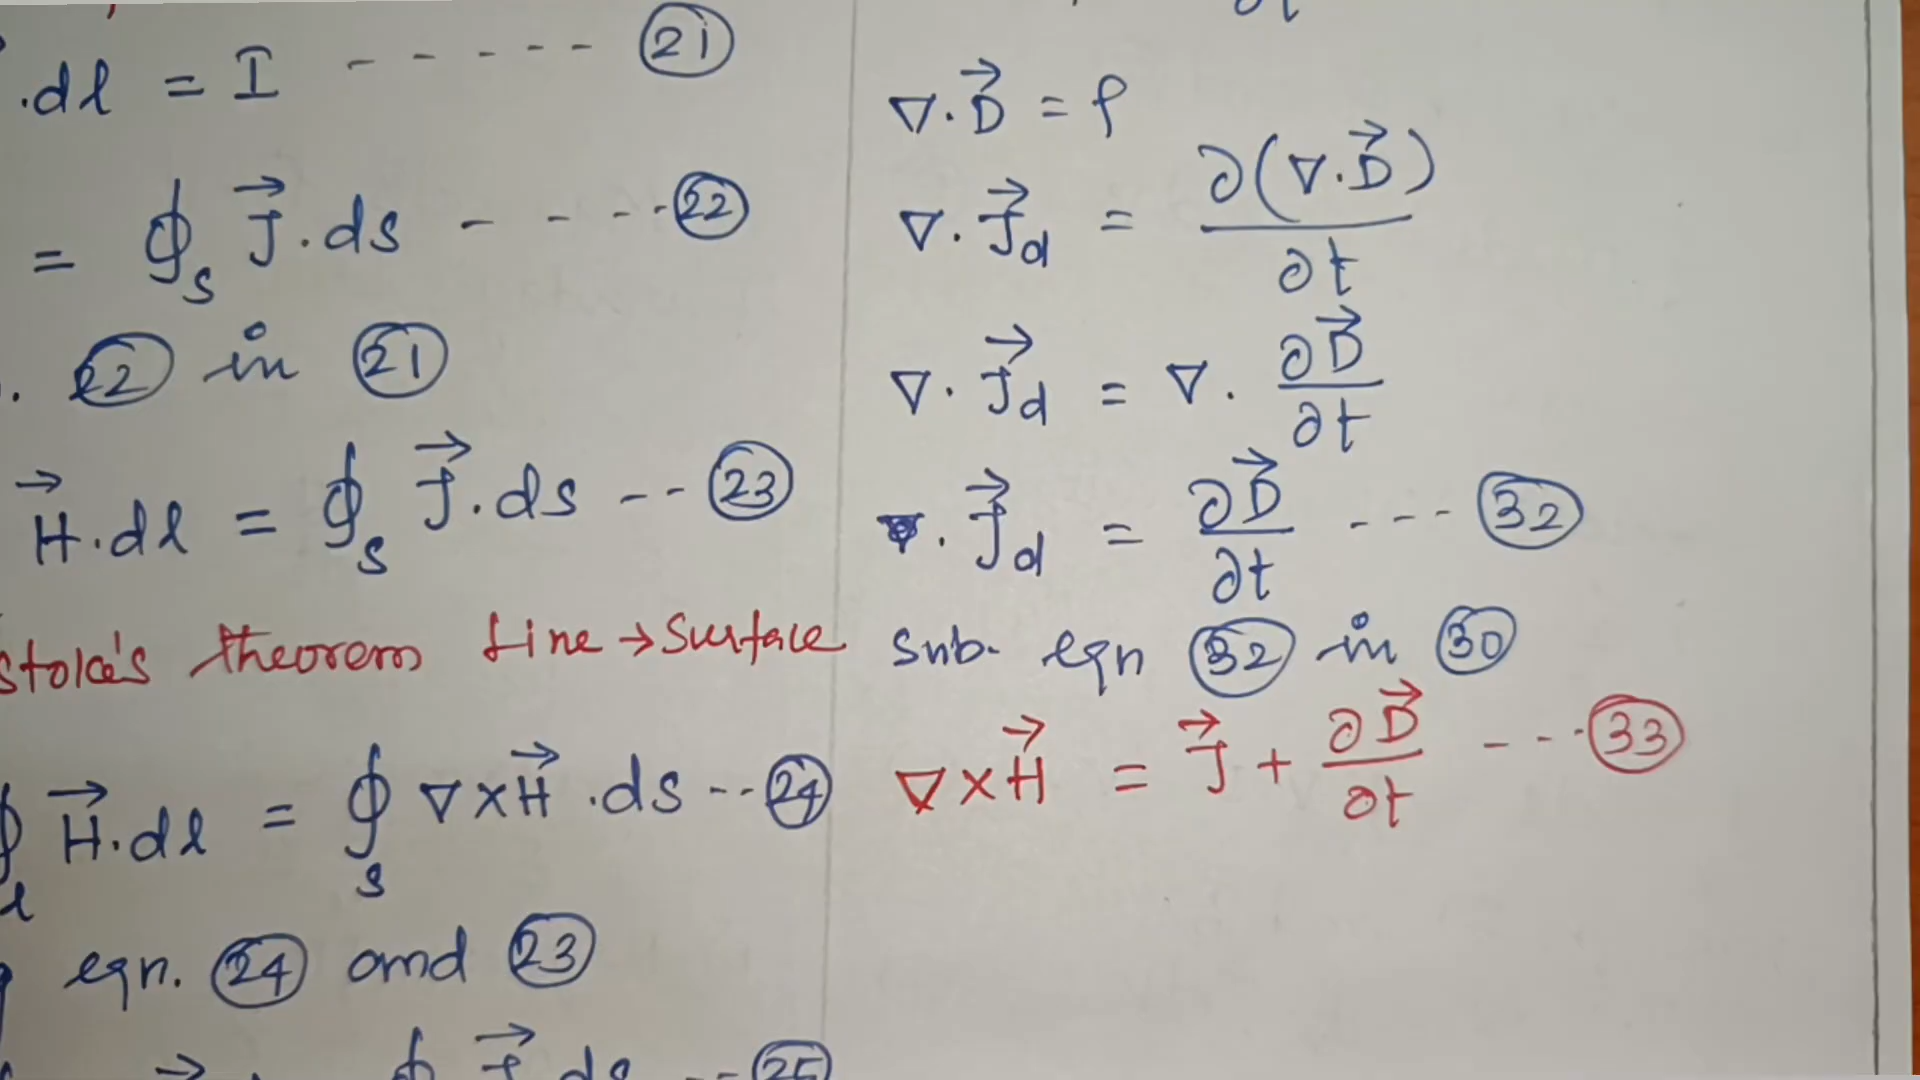 .dl = I - - - - - (21)
= ∮s J⃗.ds - - - - (22)
. (22) in (21)
H⃗.dl = ∮s J⃗.ds - - (23)
stoke's theorem Line → Surface
∮l H⃗.dl = ∮s ∇×H⃗.ds - - (24)
eqn. (24) and (23)
∇.D⃗ = ρ
∇.J⃗d = ∂(∇.D⃗)/∂t
∇.J⃗d = ∇.∂D⃗/∂t
J⃗d = ∂D⃗/∂t - - - - (32)
Sub. eqn (32) in (30)
∇×H⃗ = J⃗ + ∂D⃗/∂t - - - (33)